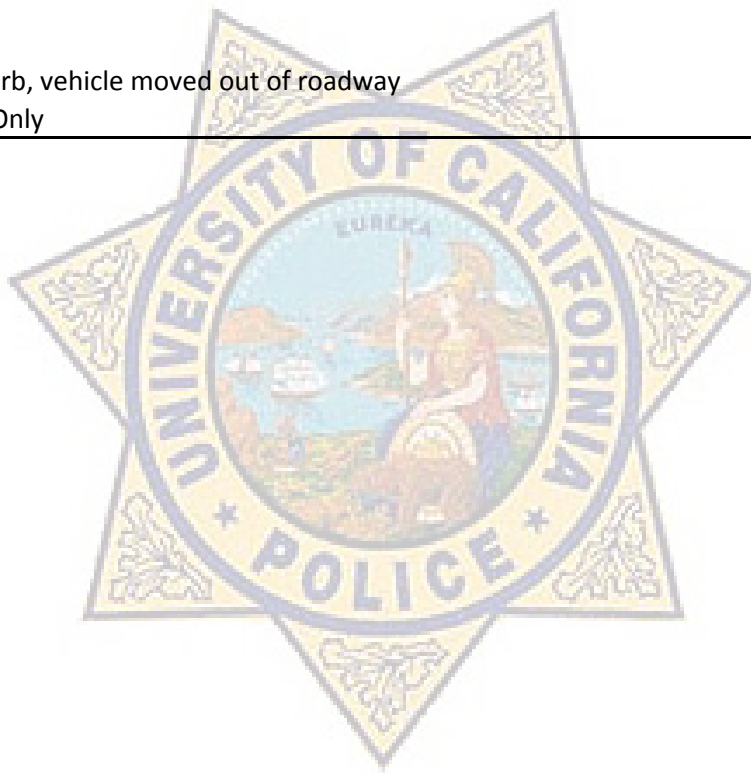 rb, vehicle moved out of roadway
Only
UNIVERSITY OF CALIFORNIA
EUREKA
POLICE